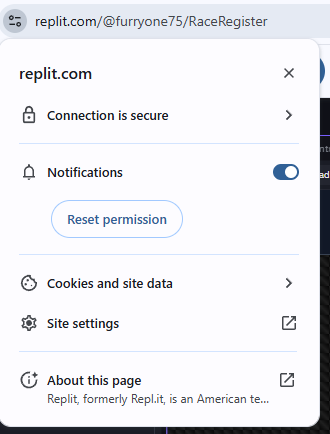 replit.com/@furryone75/RaceRegister
replit.com
Connection is secure
Notifications
Reset permission
Cookies and site data
Site settings
About this page
Replit, formerly Repl.it, is an American te...